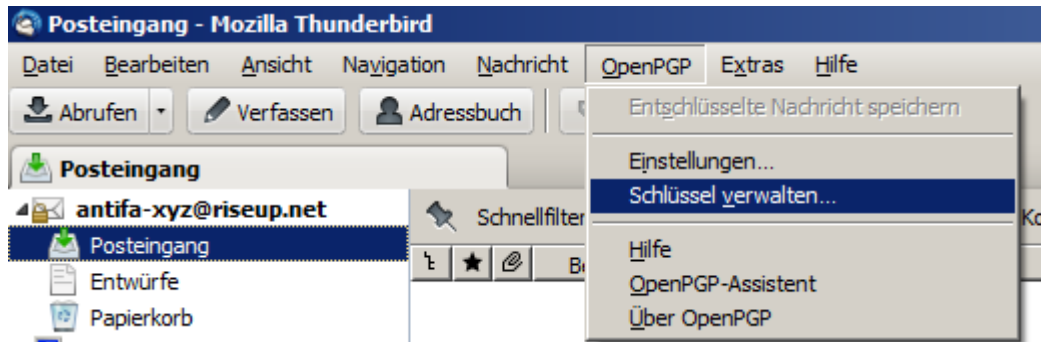 Posteingang - Mozilla Thunderbird
Datei Bearbeiten Ansicht Navigation Nachricht OpenPGP Extras Hilfe
Abrufen Verfassen Adressbuch
Entschlüsselte Nachricht speichern
Einstellungen...
Schlüssel verwalten...
Hilfe
OpenPGP-Assistent
Über OpenPGP
Posteingang
antifa-xyz@riseup.net
Schnellfilter
Posteingang
Entwürfe
Papierkorb